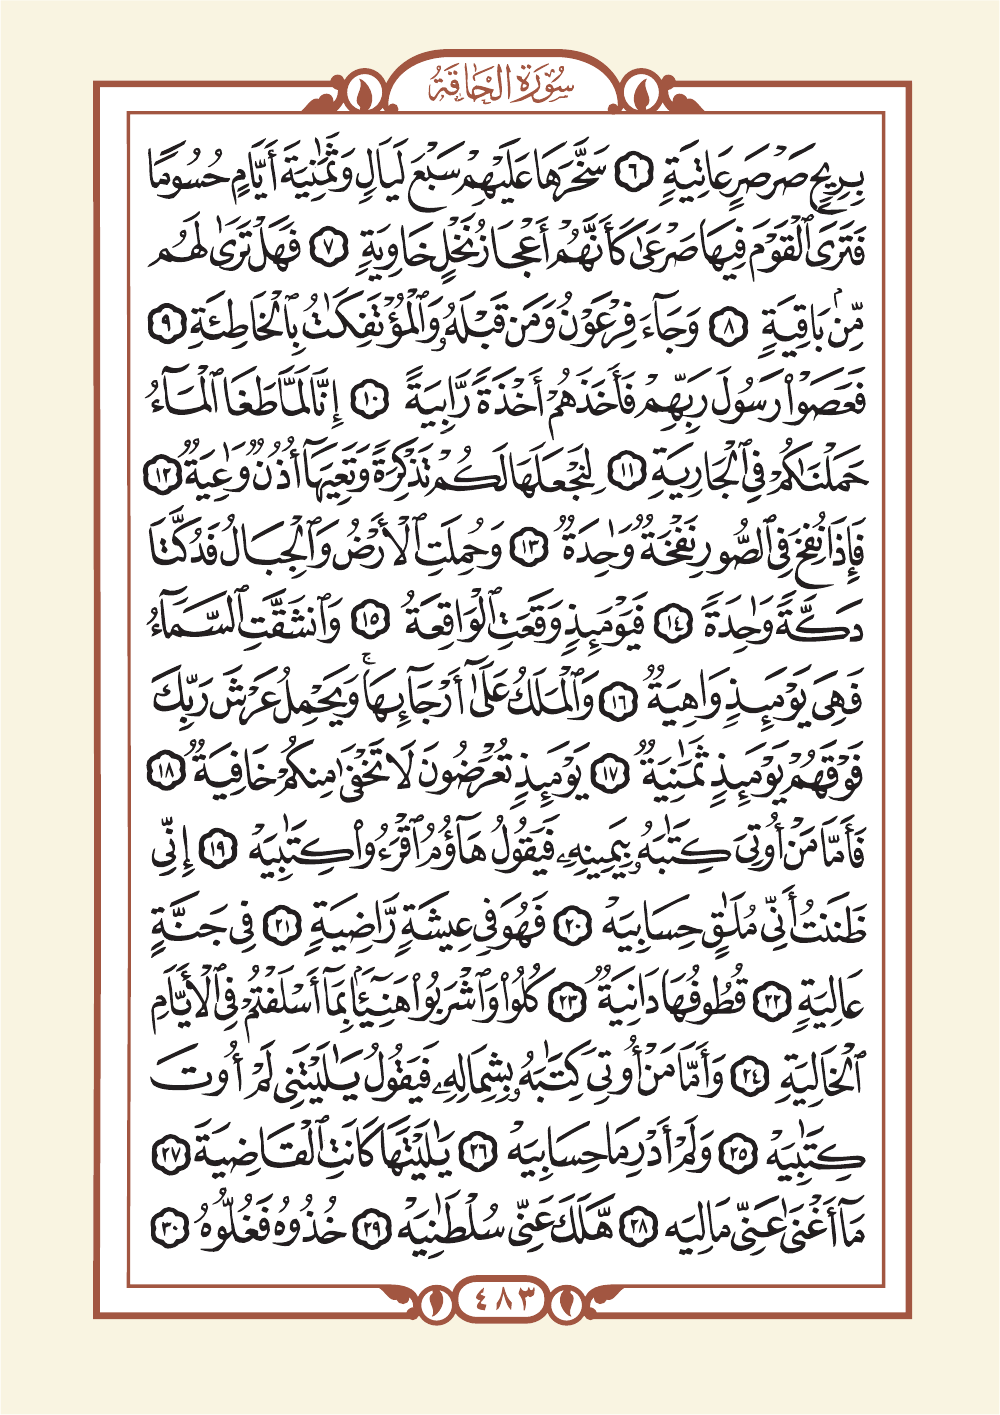 سُورَةُ الحَاقَّةِ
بِرِيحٍ صَرْصَرٍ عَاتِيَةٍ ٦ سَخَّرَهَا عَلَيْهِمْ سَبْعَ لَيَالٍ وَثَمَٰنِيَةَ أَيَّامٍ حُسُومًا
فَتَرَى ٱلْقَوْمَ فِيهَا صَرْعَىٰ كَأَنَّهُمْ أَعْجَازُ نَخْلٍ خَاوِيَةٍ ٧ فَهَلْ تَرَىٰ لَهُم
مِّنۢ بَاقِيَةٍ ٨ وَجَآءَ فِرْعَوْنُ وَمَن قَبْلَهُۥ وَٱلْمُؤْتَفِكَٰتُ بِٱلْخَاطِئَةِ ٩
فَعَصَوْا۟ رَسُولَ رَبِّهِمْ فَأَخَذَهُمْ أَخْذَةً رَّابِيَةً ١٠ إِنَّا لَمَّا طَغَا ٱلْمَآءُ
حَمَلْنَٰكُمْ فِي ٱلْجَارِيَةِ ١١ لِنَجْعَلَهَا لَكُمْ تَذْكِرَةً وَتَعِيَهَآ أُذُنٌ وَٰعِيَةٌ ١٢
فَإِذَا نُفِخَ فِي ٱلصُّورِ نَفْخَةٌ وَٰحِدَةٌ ١٣ وَحُمِلَتِ ٱلْأَرْضُ وَٱلْجِبَالُ فَدُكَّتَا
دَكَّةً وَٰحِدَةً ١٤ فَيَوْمَئِذٍ وَقَعَتِ ٱلْوَاقِعَةُ ١٥ وَٱنشَقَّتِ ٱلسَّمَآءُ
فَهِيَ يَوْمَئِذٍ وَاهِيَةٌ ١٦ وَٱلْمَلَكُ عَلَىٰٓ أَرْجَآئِهَاۚ وَيَحْمِلُ عَرْشَ رَبِّكَ
فَوْقَهُمْ يَوْمَئِذٍ ثَمَٰنِيَةٌ ١٧ يَوْمَئِذٍ تُعْرَضُونَ لَا تَخْفَىٰ مِنكُمْ خَافِيَةٌ ١٨
فَأَمَّا مَنْ أُوتِيَ كِتَٰبَهُۥ بِيَمِينِهِۦ فَيَقُولُ هَآؤُمُ ٱقْرَءُوا۟ كِتَٰبِيَهْ ١٩ إِنِّي
ظَنَنتُ أَنِّي مُلَٰقٍ حِسَابِيَهْ ٢٠ فَهُوَ فِي عِيشَةٍ رَّاضِيَةٍ ٢١ فِي جَنَّةٍ
عَالِيَةٍ ٢٢ قُطُوفُهَا دَانِيَةٌ ٢٣ كُلُوا۟ وَٱشْرَبُوا۟ هَنِيٓـًٔۢا بِمَآ أَسْلَفْتُمْ فِي ٱلْأَيَّامِ
ٱلْخَالِيَةِ ٢٤ وَأَمَّا مَنْ أُوتِيَ كِتَٰبَهُۥ بِشِمَالِهِۦ فَيَقُولُ يَٰلَيْتَنِي لَمْ أُوتَ
كِتَٰبِيَهْ ٢٥ وَلَمْ أَدْرِ مَا حِسَابِيَهْ ٢٦ يَٰلَيْتَهَا كَانَتِ ٱلْقَاضِيَةَ ٢٧
مَآ أَغْنَىٰ عَنِّي مَالِيَهْ ٢٨ هَّلَكَ عَنِّي سُلْطَٰنِيَهْ ٢٩ خُذُوهُ فَغُلُّوهُ ٣٠
٤٨٣